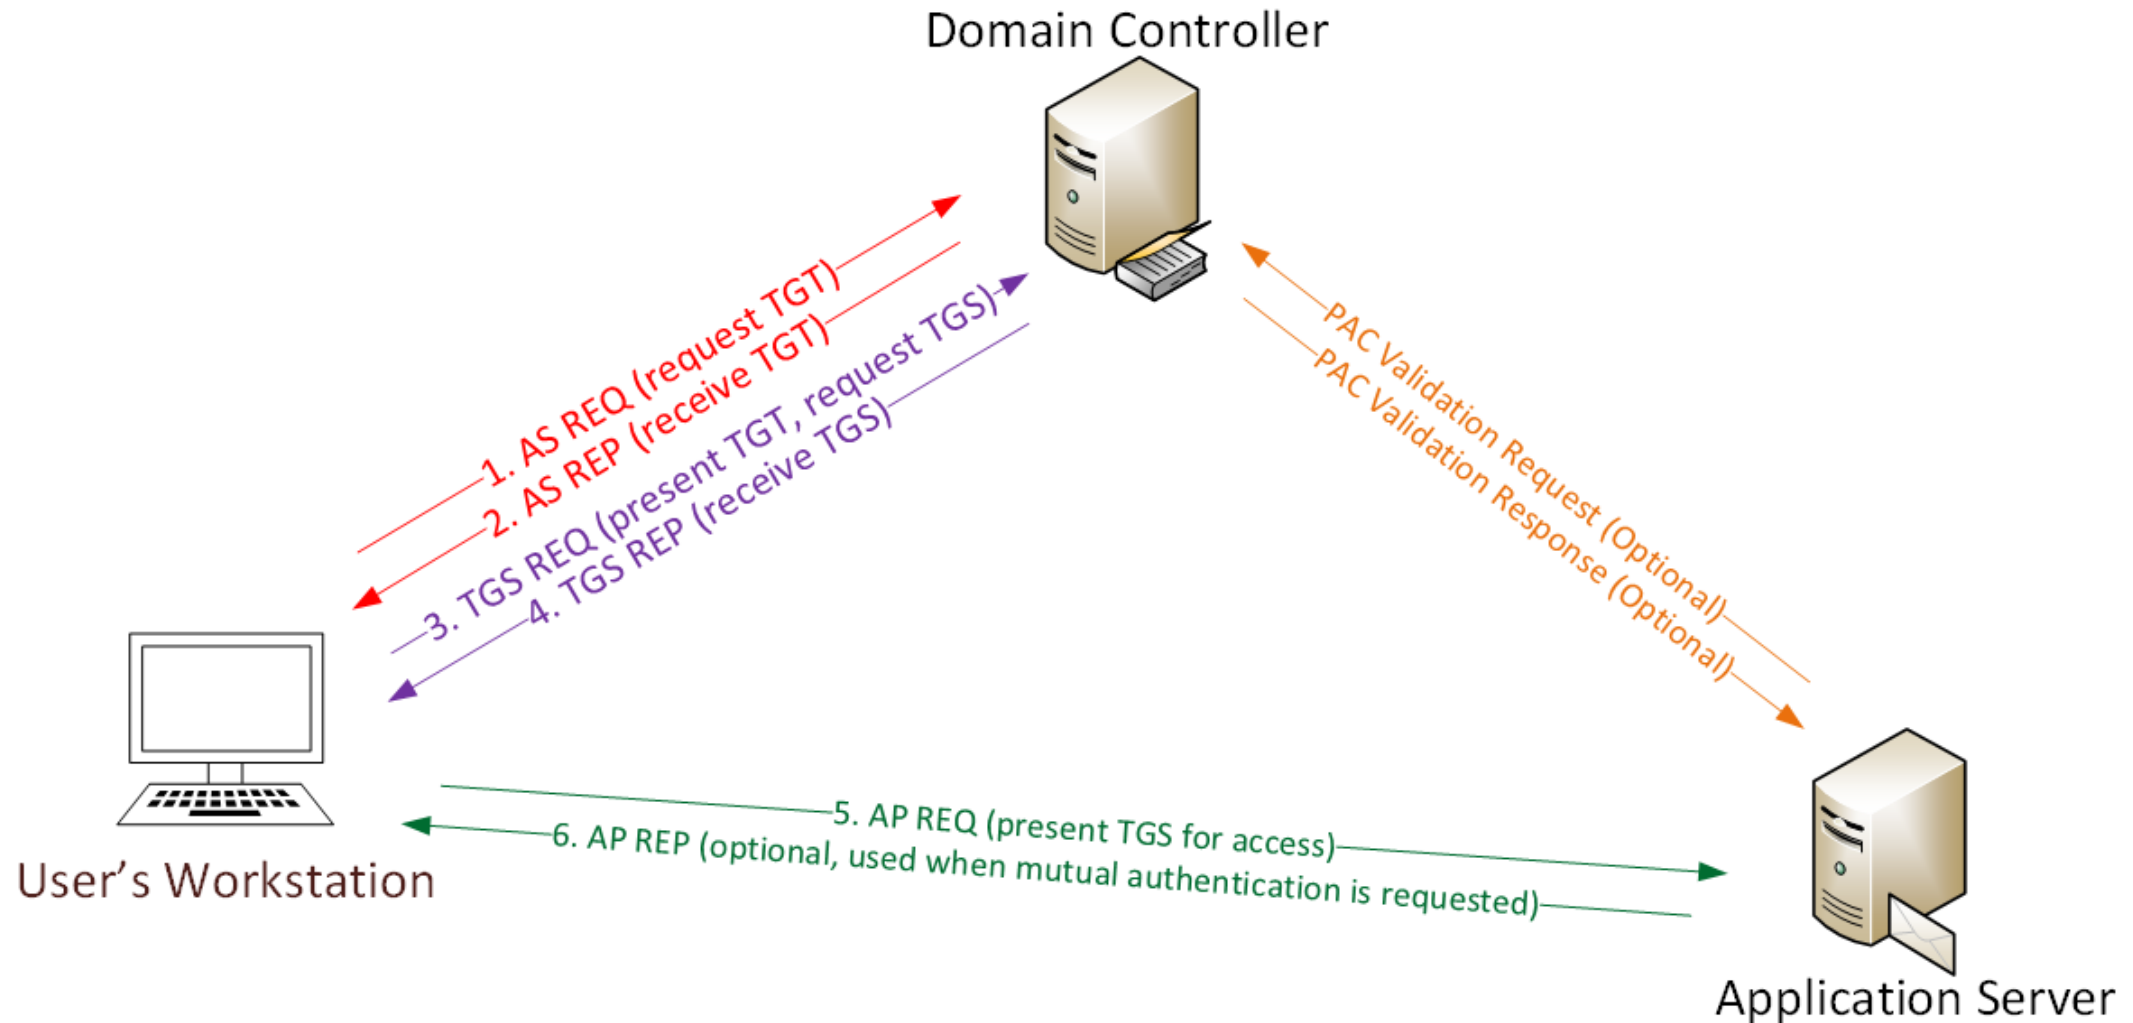 Domain Controller
1. AS REQ (request TGT)
2. AS REP (receive TGT)
3. TGS REQ (present TGT, request TGS)
4. TGS REP (receive TGS)
PAC Validation Request (Optional)
PAC Validation Response (Optional)
5. AP REQ (present TGS for access)
6. AP REP (optional, used when mutual authentication is requested)
User’s Workstation
Application Server